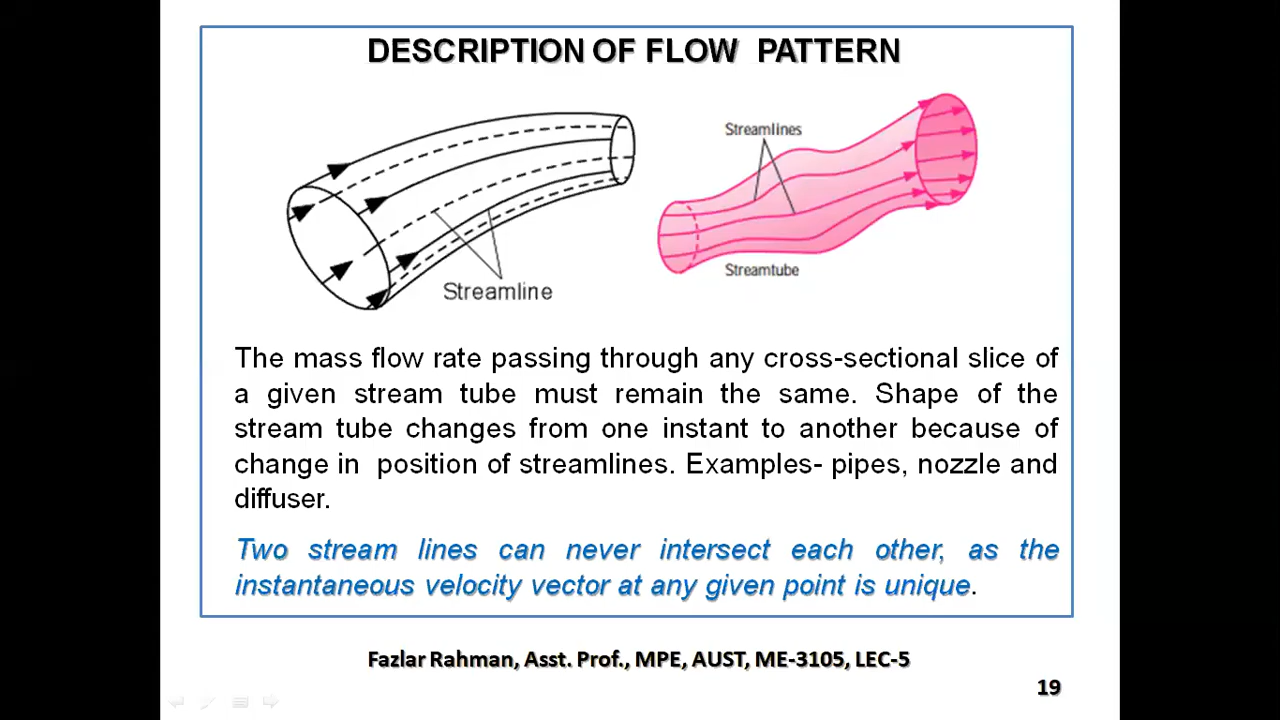 DESCRIPTION OF FLOW PATTERN
Streamlines
Streamtube
Streamline
The mass flow rate passing through any cross-sectional slice of
a given stream tube must remain the same. Shape of the
stream tube changes from one instant to another because of
change in position of streamlines. Examples- pipes, nozzle and
diffuser.
Two stream lines can never intersect each other, as the
instantaneous velocity vector at any given point is unique.
Fazlar Rahman, Asst. Prof., MPE, AUST, ME-3105, LEC-5
19